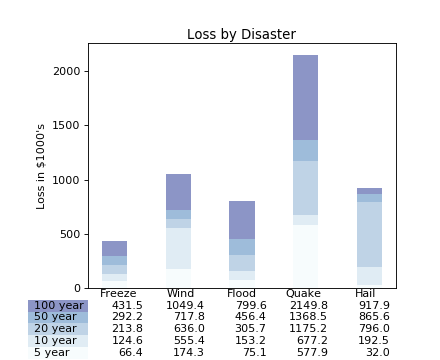 Loss by Disaster
Loss in $1000's
2000
1500
1000
500
0
Freeze Wind Flood Quake Hail
100 year 431.5 1049.4 799.6 2149.8 917.9
50 year 292.2 717.8 456.4 1368.5 865.6
20 year 213.8 636.0 305.7 1175.2 796.0
10 year 124.6 555.4 153.2 677.2 192.5
5 year 66.4 174.3 75.1 577.9 32.0